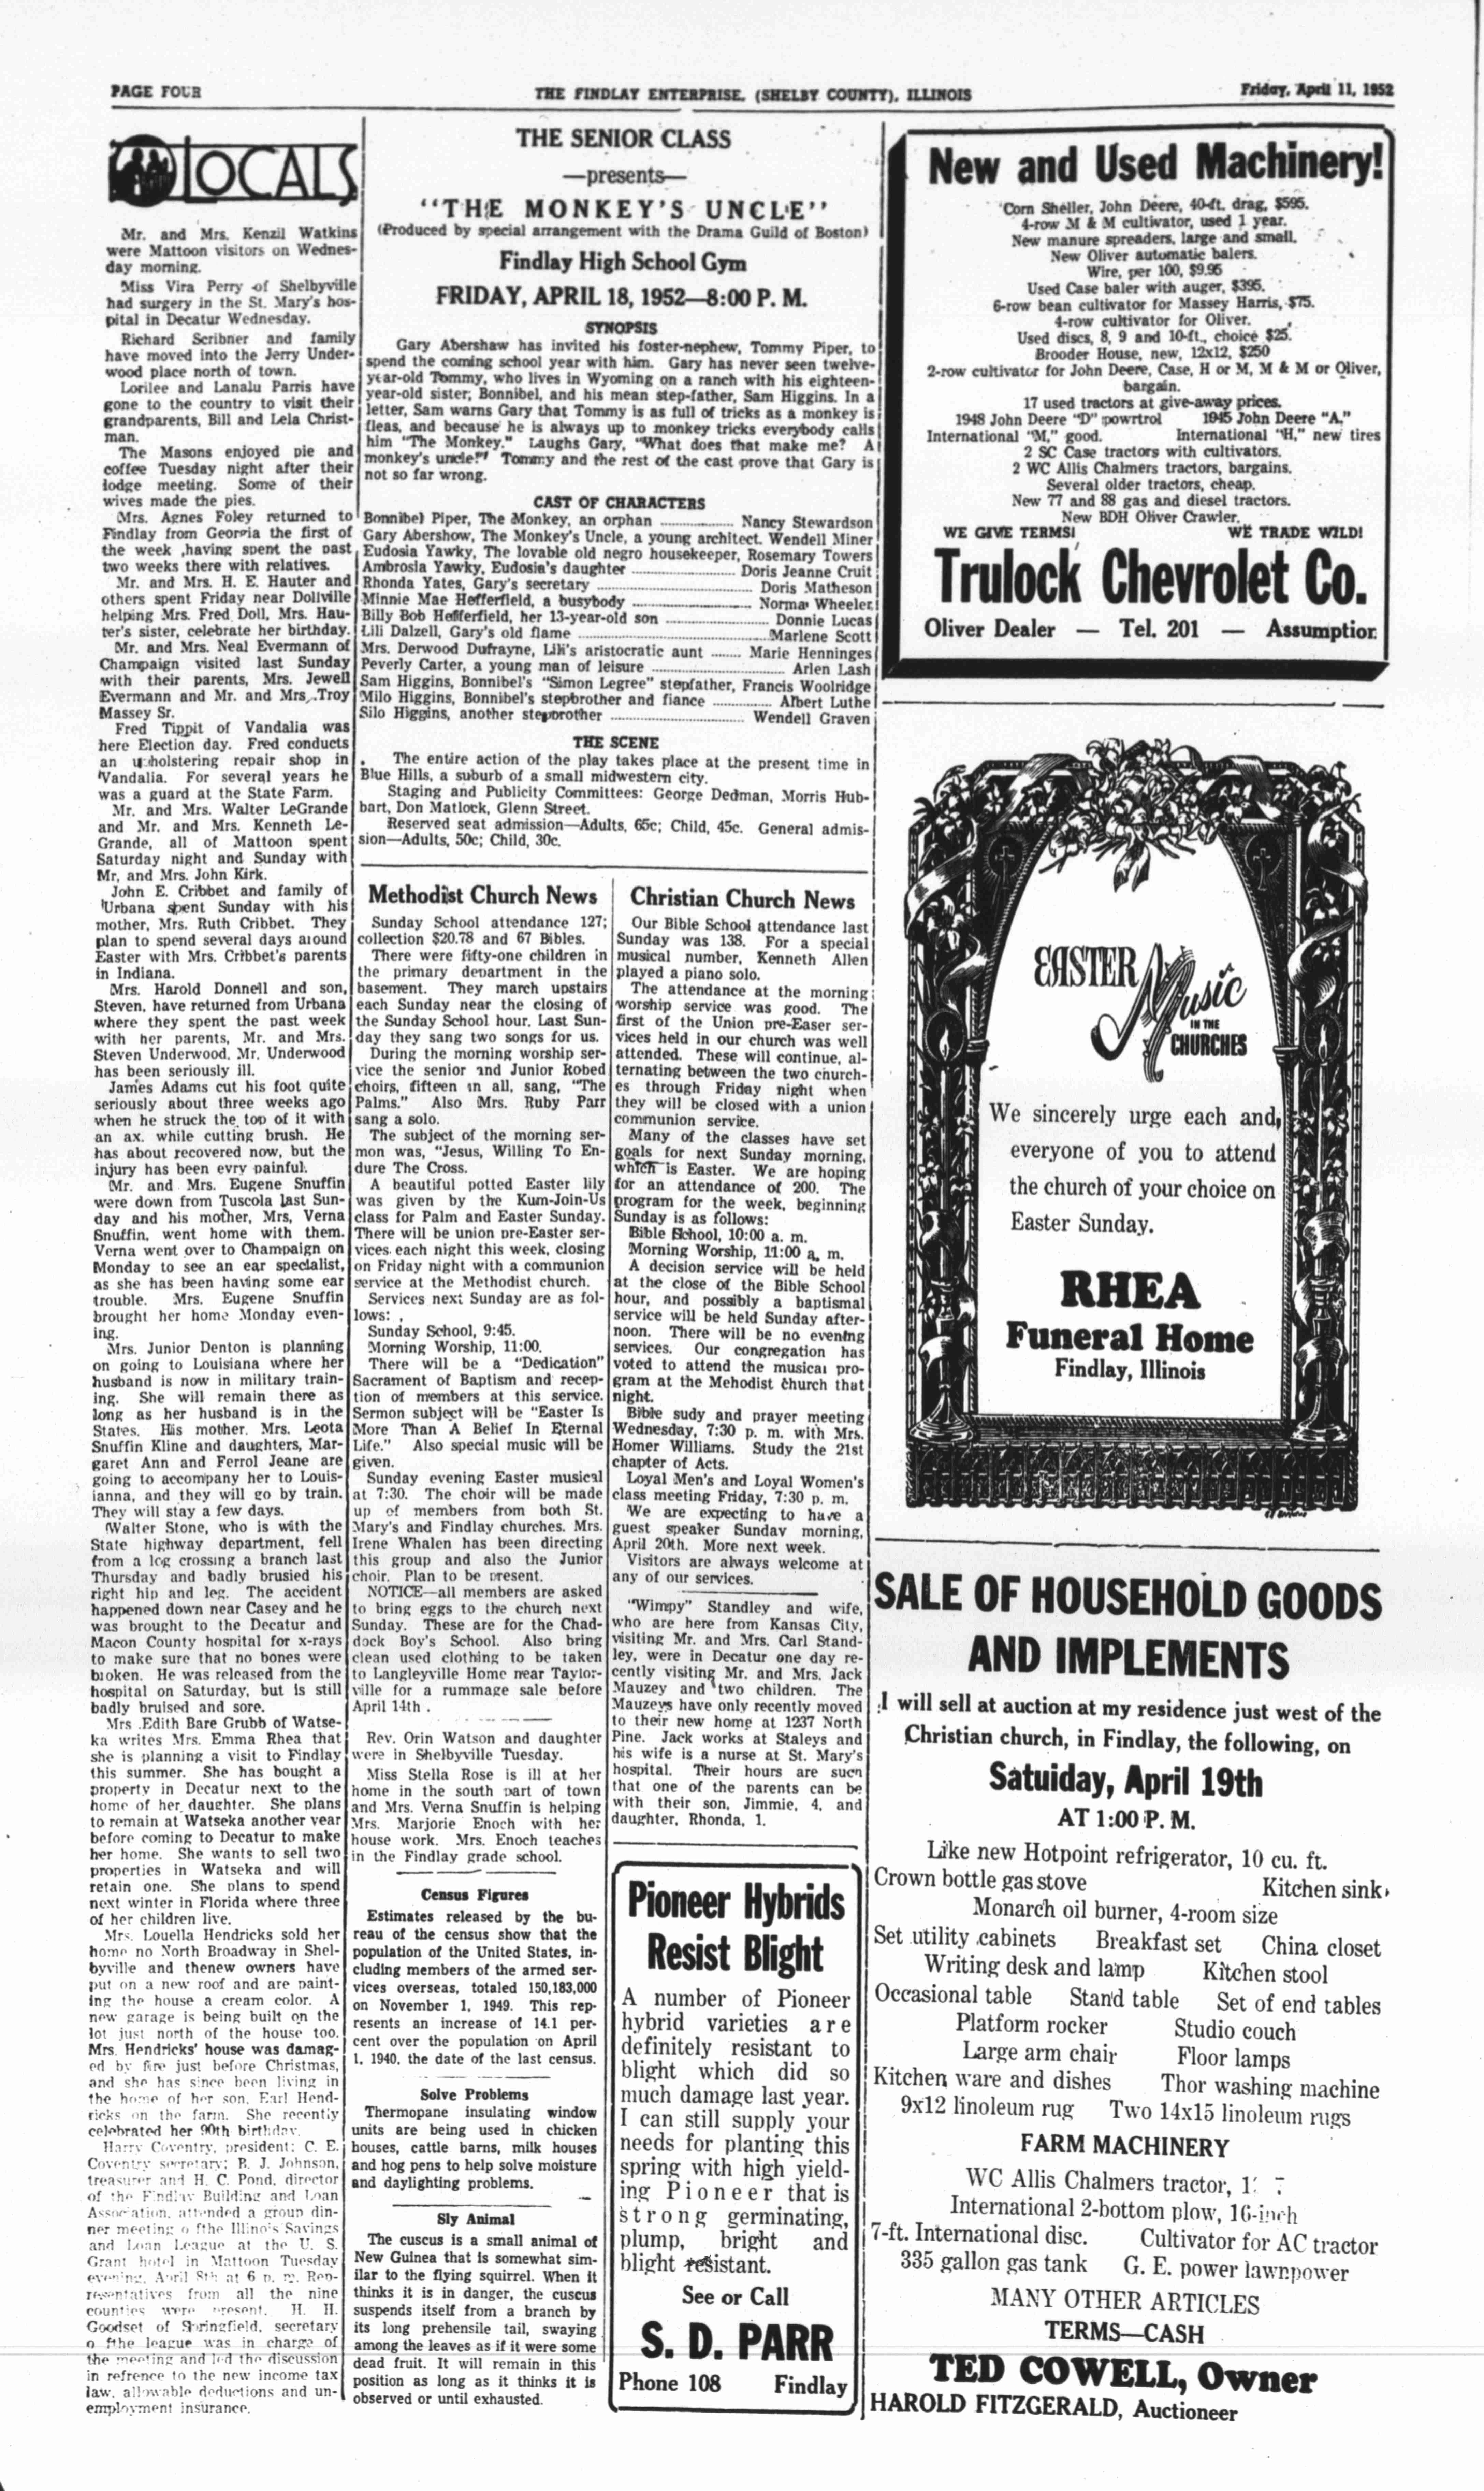 PAGE FOUR
THE FINDLAY ENTERPRISE, (SHELBY COUNTY), ILLINOIS
Friday, April 11, 1952
LOCALS
Mr. and Mrs. Kenzil Watkins
were Mattoon visitors on Wednes-
day morning.
Miss Vira Perry of Shelbyville
had surgery in the St. Mary's hos-
pital in Decatur Wednesday.
Richard Scribner and family
have moved into the Jerry Under-
wood place north of town.
Lorilee and Lanalu Parris have
gone to the country to visit their
grandparents, Bill and Lela Christ-
man.
The Masons enjoyed pie and
coffee Tuesday night after their
lodge meeting. Some of their
wives made the pies.
Mrs. Agnes Foley returned to
Findlay from Georgia the first of
the week ,having spent the past
two weeks there with relatives.
Mr. and Mrs. H. E. Hauter and
others spent Friday near Dollville
helping Mrs. Fred Doll, Mrs. Hau-
ter's sister, celebrate her birthday.
Mr. and Mrs. Neal Evermann of
Champaign visited last Sunday
with their parents, Mrs. Jewell
Evermann and Mr. and Mrs. Troy
Massey Sr.
Fred Tippit of Vandalia was
here Election day. Fred conducts
an upholstering repair shop in
Vandalia. For several years he
was a guard at the State Farm.
Mr. and Mrs. Walter LeGrande
and Mr. and Mrs. Kenneth Le-
Grande, all of Mattoon spent
Saturday night and Sunday with
Mr, and Mrs. John Kirk.
John E. Cribbet and family of
Urbana spent Sunday with his
mother, Mrs. Ruth Cribbet. They
plan to spend several days around
Easter with Mrs. Cribbet's parents
in Indiana.
Mrs. Harold Donnell and son,
Steven, have returned from Urbana
where they spent the past week
with her parents, Mr. and Mrs.
Steven Underwood. Mr. Underwood
has been seriously ill.
James Adams cut his foot quite
seriously about three weeks ago
when he struck the top of it with
an ax. while cutting brush. He
has about recovered now, but the
injury has been evry painful.
Mr. and Mrs. Eugene Snuffin
were down from Tuscola last Sun-
day and his mother, Mrs, Verna
Snuffin, went home with them.
Verna went over to Champaign on
Monday to see an ear specialist,
as she has been having some ear
trouble. Mrs. Eugene Snuffin
brought her home Monday even-
ing.
Mrs. Junior Denton is planning
on going to Louisiana where her
husband is now in military train-
ing. She will remain there as
long as her husband is in the
States. His mother, Mrs. Leota
Snuffin Kline and daughters, Mar-
garet Ann and Ferrol Jeane are
going to accompany her to Louis-
ianna, and they will go by train.
They will stay a few days.
Walter Stone, who is with the
State highway department, fell
from a log crossing a branch last
Thursday and badly brusied his
right hip and leg. The accident
happened down near Casey and he
was brought to the Decatur and
Macon County hospital for x-rays
to make sure that no bones were
broken. He was released from the
hospital on Saturday, but is still
badly bruised and sore.
Mrs .Edith Bare Grubb of Watse-
ka writes Mrs. Emma Rhea that
she is planning a visit to Findlay
this summer. She has bought a
property in Decatur next to the
home of her daughter. She plans
to remain at Watseka another year
before coming to Decatur to make
her home. She wants to sell two
properties in Watseka and will
retain one. She plans to spend
next winter in Florida where three
of her children live.
Mrs. Louella Hendricks sold her
home no North Broadway in Shel-
byville and thenew owners have
put on a new roof and are paint-
ing the house a cream color. A
new garage is being built on the
lot just north of the house too.
Mrs. Hendricks' house was damag-
ed by fire just before Christmas,
and she has since been living in
the home of her son, Earl Hend-
ricks on the farm. She recently
celebrated her 90th birthday.
Harry Coventry, president; C. E.
Coventry secretary; B. J. Johnson,
treasurer and H. C. Pond, director
of the Findlay Building and Loan
Association, attended a group din-
ner meeting o fthe Illinois Savings
and Loan League at the U. S.
Grant hotel in Mattoon Tuesday
evening, April 8th at 6 p. m. Rep-
resentatives from all the nine
counties were present. H. H.
Goodset of Springfield, secretary
o fthe league was in charge of
the meeting and led the discussion
in refrence to the new income tax
law, allowable deductions and un-
employment insurance.
THE SENIOR CLASS
—presents—
"THE MONKEY'S UNCLE"
(Produced by special arrangement with the Drama Guild of Boston)
Findlay High School Gym
FRIDAY, APRIL 18, 1952—8:00 P. M.
SYNOPSIS
Gary Abershaw has invited his foster-nephew, Tommy Piper, to
spend the coming school year with him. Gary has never seen twelve-
year-old Tommy, who lives in Wyoming on a ranch with his eighteen-
year-old sister, Bonnibel, and his mean step-father, Sam Higgins. In a
letter, Sam warns Gary that Tommy is as full of tricks as a monkey is
fleas, and because he is always up to monkey tricks everybody calls
him "The Monkey." Laughs Gary, "What does that make me? A
monkey's uncle?" Tommy and the rest of the cast prove that Gary is
not so far wrong.
CAST OF CHARACTERS
Bonnibel Piper, The Monkey, an orphan ........ Nancy Stewardson
Gary Abershow, The Monkey's Uncle, a young architect. Wendell Miner
Eudosia Yawky, The lovable old negro housekeeper, Rosemary Towers
Ambrosia Yawky, Eudosia's daughter ........ Doris Jeanne Cruit
Rhonda Yates, Gary's secretary ........ Doris Matheson
Minnie Mae Hefferfield, a busybody ........ Norma Wheeler
Billy Bob Hefferfield, her 13-year-old son ........ Donnie Lucas
Lili Dalzell, Gary's old flame ........ Marlene Scott
Mrs. Derwood Dufrayne, Lili's aristocratic aunt ........ Marie Henninges
Peverly Carter, a young man of leisure ........ Arlen Lash
Sam Higgins, Bonnibel's "Simon Legree" stepfather, Francis Woolridge
Milo Higgins, Bonnibel's stepbrother and fiance ........ Albert Luthe
Silo Higgins, another stepbrother ........ Wendell Graven
THE SCENE
The entire action of the play takes place at the present time in
Blue Hills, a suburb of a small midwestern city.
Staging and Publicity Committees: George Dedman, Morris Hub-
bart, Don Matlock, Glenn Street.
Reserved seat admission—Adults, 65c; Child, 45c. General admis-
sion—Adults, 50c; Child, 30c.
Methodist Church News
Sunday School attendance 127;
collection $20.78 and 67 Bibles.
There were fifty-one children in
the primary department in the
basement. They march upstairs
each Sunday near the closing of
the Sunday School hour. Last Sun-
day they sang two songs for us.
During the morning worship ser-
vice the senior and Junior Robed
choirs, fifteen in all, sang, "The
Palms." Also Mrs. Ruby Parr
sang a solo.
The subject of the morning ser-
mon was, "Jesus, Willing To En-
dure The Cross.
A beautiful potted Easter lily
was given by the Kum-Join-Us
class for Palm and Easter Sunday.
There will be union pre-Easter ser-
vices each night this week, closing
on Friday night with a communion
service at the Methodist church.
Services next Sunday are as fol-
lows:
Sunday School, 9:45.
Morning Worship, 11:00.
There will be a "Dedication"
Sacrament of Baptism and recep-
tion of members at this service.
Sermon subject will be "Easter Is
More Than A Belief In Eternal
Life." Also special music will be
given.
Sunday evening Easter musical
at 7:30. The choir will be made
up of members from both St.
Mary's and Findlay churches. Mrs.
Irene Whalen has been directing
this group and also the Junior
choir. Plan to be present.
NOTICE—all members are asked
to bring eggs to the church next
Sunday. These are for the Chad-
dock Boy's School. Also bring
clean used clothing to be taken
to Langleyville Home near Taylor-
ville for a rummage sale before
April 14th .
Rev. Orin Watson and daughter
were in Shelbyville Tuesday.
Miss Stella Rose is ill at her
home in the south part of town
and Mrs. Verna Snuffin is helping
Mrs. Marjorie Enoch with her
house work. Mrs. Enoch teaches
in the Findlay grade school.
Census Figures
Estimates released by the bu-
reau of the census show that the
population of the United States, in-
cluding members of the armed ser-
vices overseas, totaled 150,183,000
on November 1, 1949. This rep-
resents an increase of 14.1 per-
cent over the population on April
1, 1940, the date of the last census.
Solve Problems
Thermopane insulating window
units are being used in chicken
houses, cattle barns, milk houses
and hog pens to help solve moisture
and daylighting problems.
Sly Animal
The cuscus is a small animal of
New Guinea that is somewhat sim-
ilar to the flying squirrel. When it
thinks it is in danger, the cuscus
suspends itself from a branch by
its long prehensile tail, swaying
among the leaves as if it were some
dead fruit. It will remain in this
position as long as it thinks it is
observed or until exhausted.
Christian Church News
Our Bible School attendance last
Sunday was 138. For a special
musical number, Kenneth Allen
played a piano solo.
The attendance at the morning
worship service was good. The
first of the Union pre-Easer ser-
vices held in our church was well
attended. These will continue, al-
ternating between the two church-
es through Friday night when
they will be closed with a union
communion service.
Many of the classes have set
goals for next Sunday morning,
which is Easter. We are hoping
for an attendance of 200. The
program for the week, beginning
Sunday is as follows:
Bible School, 10:00 a. m.
Morning Worship, 11:00 a. m.
A decision service will be held
at the close of the Bible School
hour, and possibly a baptismal
service will be held Sunday after-
noon. There will be no evening
services. Our congregation has
voted to attend the musical pro-
gram at the Mehodist church that
night.
Bible sudy and prayer meeting
Wednesday, 7:30 p. m. with Mrs.
Homer Williams. Study the 21st
chapter of Acts.
Loyal Men's and Loyal Women's
class meeting Friday, 7:30 p. m.
We are expecting to have a
guest speaker Sunday morning,
April 20th. More next week.
Visitors are always welcome at
any of our services.
"Wimpy" Standley and wife,
who are here from Kansas City,
visiting Mr. and Mrs. Carl Stand-
ley, were in Decatur one day re-
cently visiting Mr. and Mrs. Jack
Mauzey and two children. The
Mauzeys have only recently moved
to their new home at 1237 North
Pine. Jack works at Staleys and
his wife is a nurse at St. Mary's
hospital. Their hours are such
that one of the parents can be
with their son, Jimmie, 4, and
daughter, Rhonda, 1.
Pioneer Hybrids
Resist Blight
A number of Pioneer
hybrid varieties are
definitely resistant to
blight which did so
much damage last year.
I can still supply your
needs for planting this
spring with high yield-
ing Pioneer that is
strong germinating,
plump, bright and
blight resistant.
See or Call
S. D. PARR
Phone 108 Findlay
New and Used Machinery!
Corn Sheller, John Deere, 40-ft. drag, $595.
4-row M & M cultivator, used 1 year.
New manure spreaders, large and small.
New Oliver automatic balers.
Wire, per 100, $9.95
Used Case baler with auger, $395.
6-row bean cultivator for Massey Harris, $75.
4-row cultivator for Oliver.
Used discs, 8, 9 and 10-ft., choice $25.
Brooder House, new, 12x12, $250
2-row cultivator for John Deere, Case, H or M, M & M or Oliver,
bargain.
17 used tractors at give-away prices.
1948 John Deere "D" powrtrol 1945 John Deere "A."
International "M," good. International "H," new tires
2 SC Case tractors with cultivators.
2 WC Allis Chalmers tractors, bargains.
Several older tractors, cheap.
New 77 and 88 gas and diesel tractors.
New BDH Oliver Crawler.
WE GIVE TERMS! WE TRADE WILD!
Trulock Chevrolet Co.
Oliver Dealer — Tel. 201 — Assumption
EASTER
Music
IN THE
CHURCHES
We sincerely urge each and
everyone of you to attend
the church of your choice on
Easter Sunday.
RHEA
Funeral Home
Findlay, Illinois
SALE OF HOUSEHOLD GOODS
AND IMPLEMENTS
I will sell at auction at my residence just west of the
Christian church, in Findlay, the following, on
Satuiday, April 19th
AT 1:00 P. M.
Like new Hotpoint refrigerator, 10 cu. ft.
Crown bottle gas stove Kitchen sink
Monarch oil burner, 4-room size
Set utility cabinets Breakfast set China closet
Writing desk and lamp Kitchen stool
Occasional table Stand table Set of end tables
Platform rocker Studio couch
Large arm chair Floor lamps
Kitchen ware and dishes Thor washing machine
9x12 linoleum rug Two 14x15 linoleum rugs
FARM MACHINERY
WC Allis Chalmers tractor,
International 2-bottom plow, 16-inch
7-ft. International disc. Cultivator for AC tractor
335 gallon gas tank G. E. power lawnpower
MANY OTHER ARTICLES
TERMS—CASH
TED COWELL, Owner
HAROLD FITZGERALD, Auctioneer